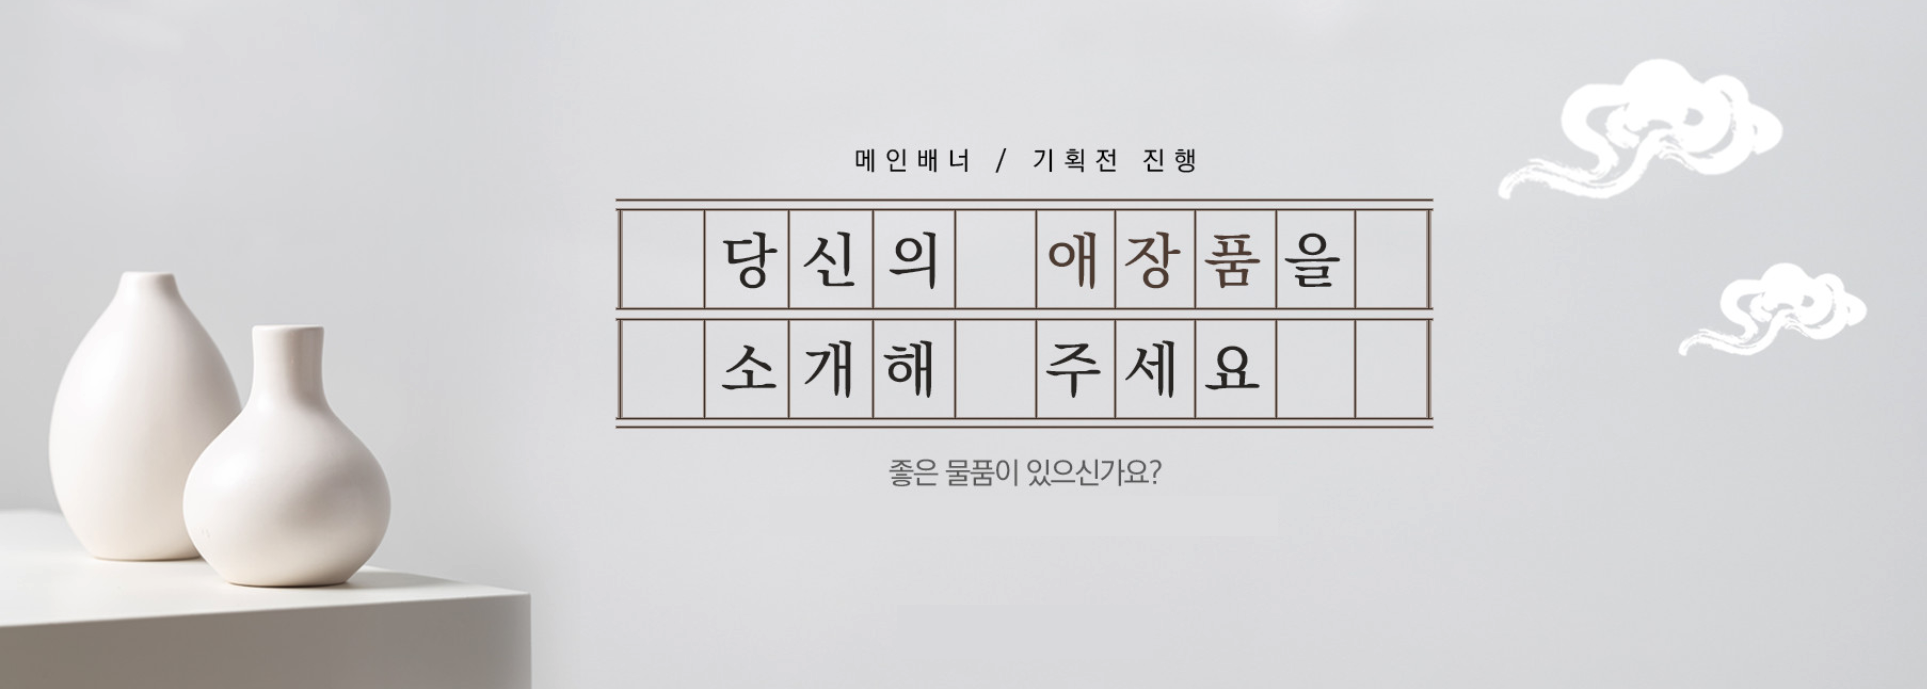 메인배너 / 기획전 진행
당신의 애장품을
소개해 주세요
좋은 물품이 있으신가요?